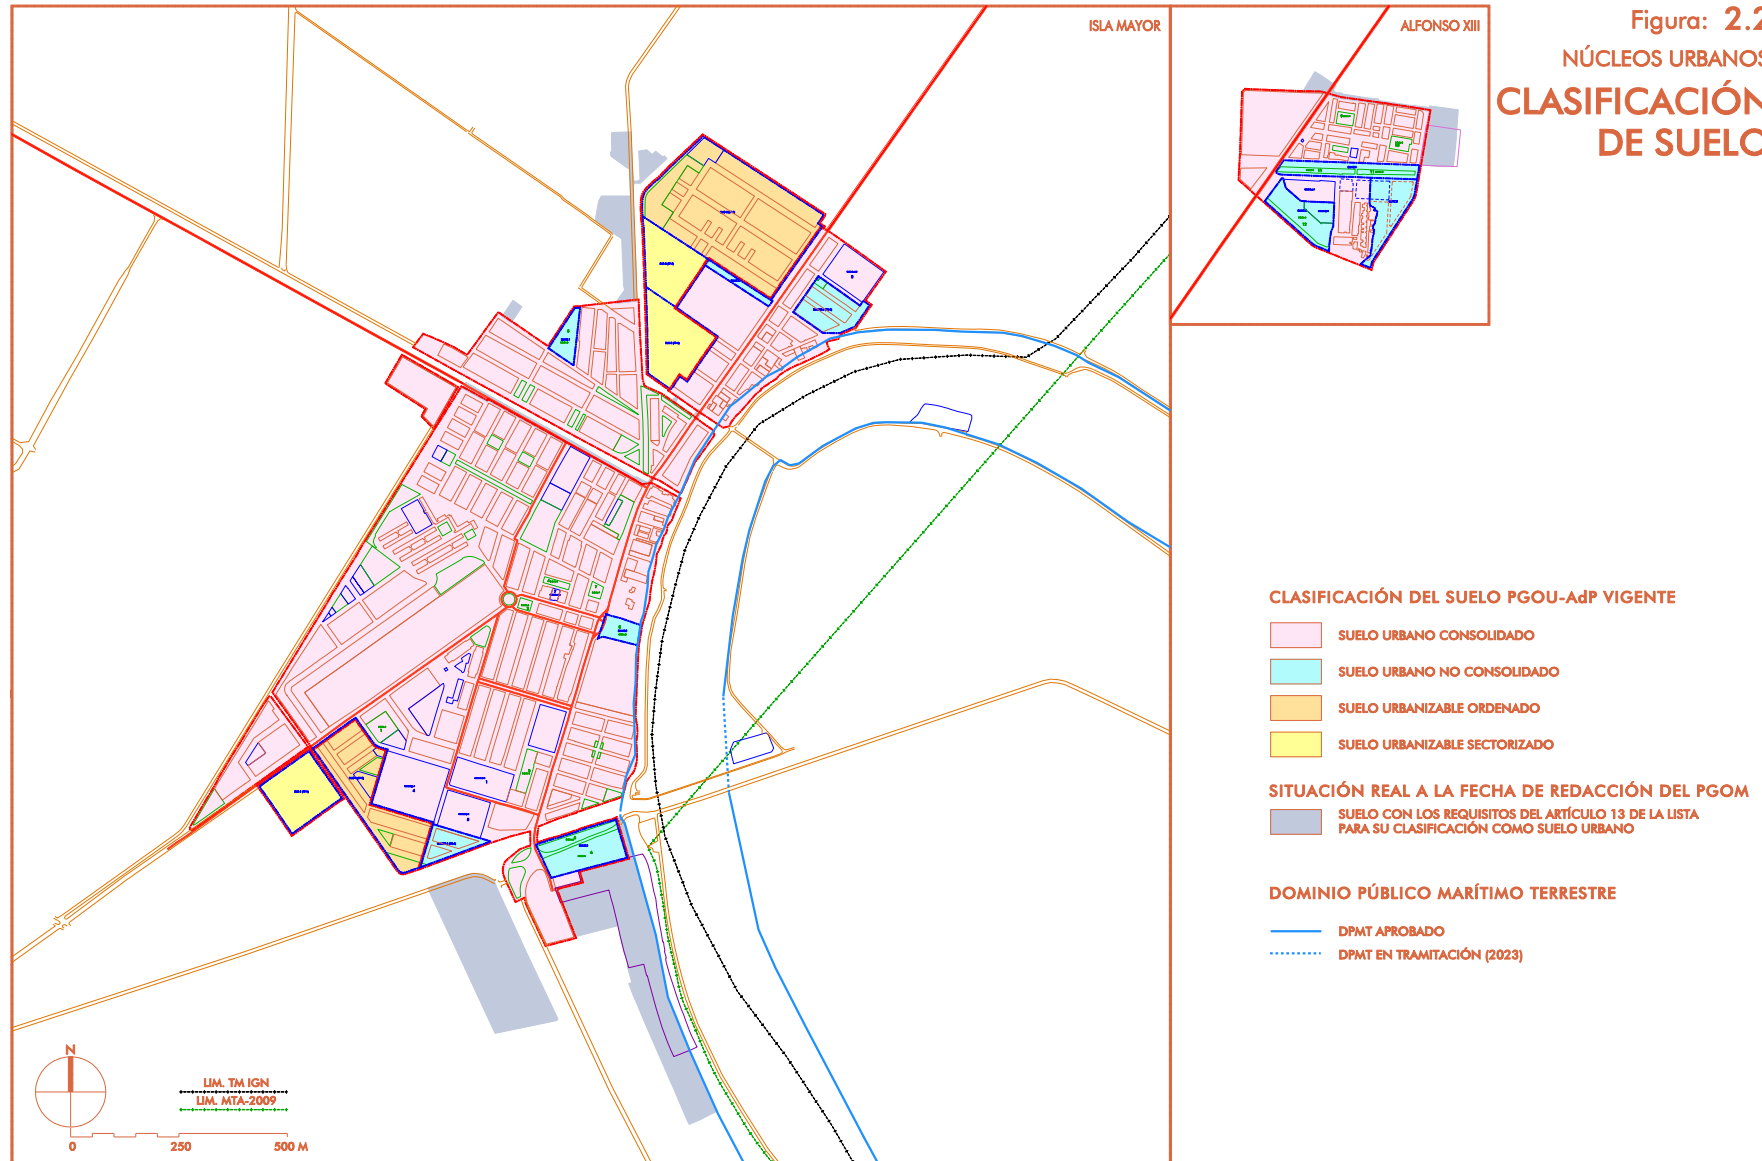 ISLA MAYOR
ALFONSO XIII
Figura: 2.2
NÚCLEOS URBANOS
CLASIFICACIÓN
DE SUELO
CLASIFICACIÓN DEL SUELO PGOU-AdP VIGENTE
SUELO URBANO CONSOLIDADO
SUELO URBANO NO CONSOLIDADO
SUELO URBANIZABLE ORDENADO
SUELO URBANIZABLE SECTORIZADO
SITUACIÓN REAL A LA FECHA DE REDACCIÓN DEL PGOM
SUELO CON LOS REQUISITOS DEL ARTÍCULO 13 DE LA LISTA
PARA SU CLASIFICACIÓN COMO SUELO URBANO
DOMINIO PÚBLICO MARÍTIMO TERRESTRE
DPMT APROBADO
DPMT EN TRAMITACIÓN (2023)
N
LIM. TM IGN
LIM. MTA-2009
0
250
500 M